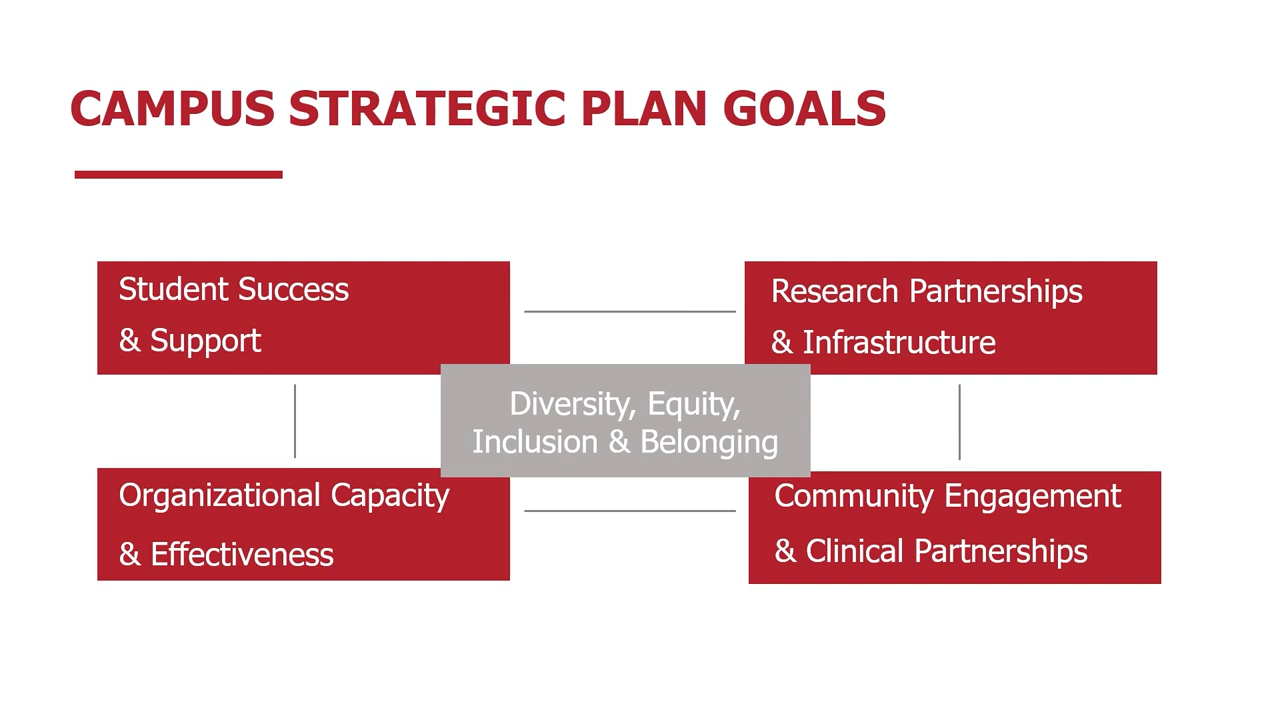 CAMPUS STRATEGIC PLAN GOALS
Student Success
& Support
Research Partnerships
& Infrastructure
Diversity, Equity,
Inclusion & Belonging
Organizational Capacity
& Effectiveness
Community Engagement
& Clinical Partnerships